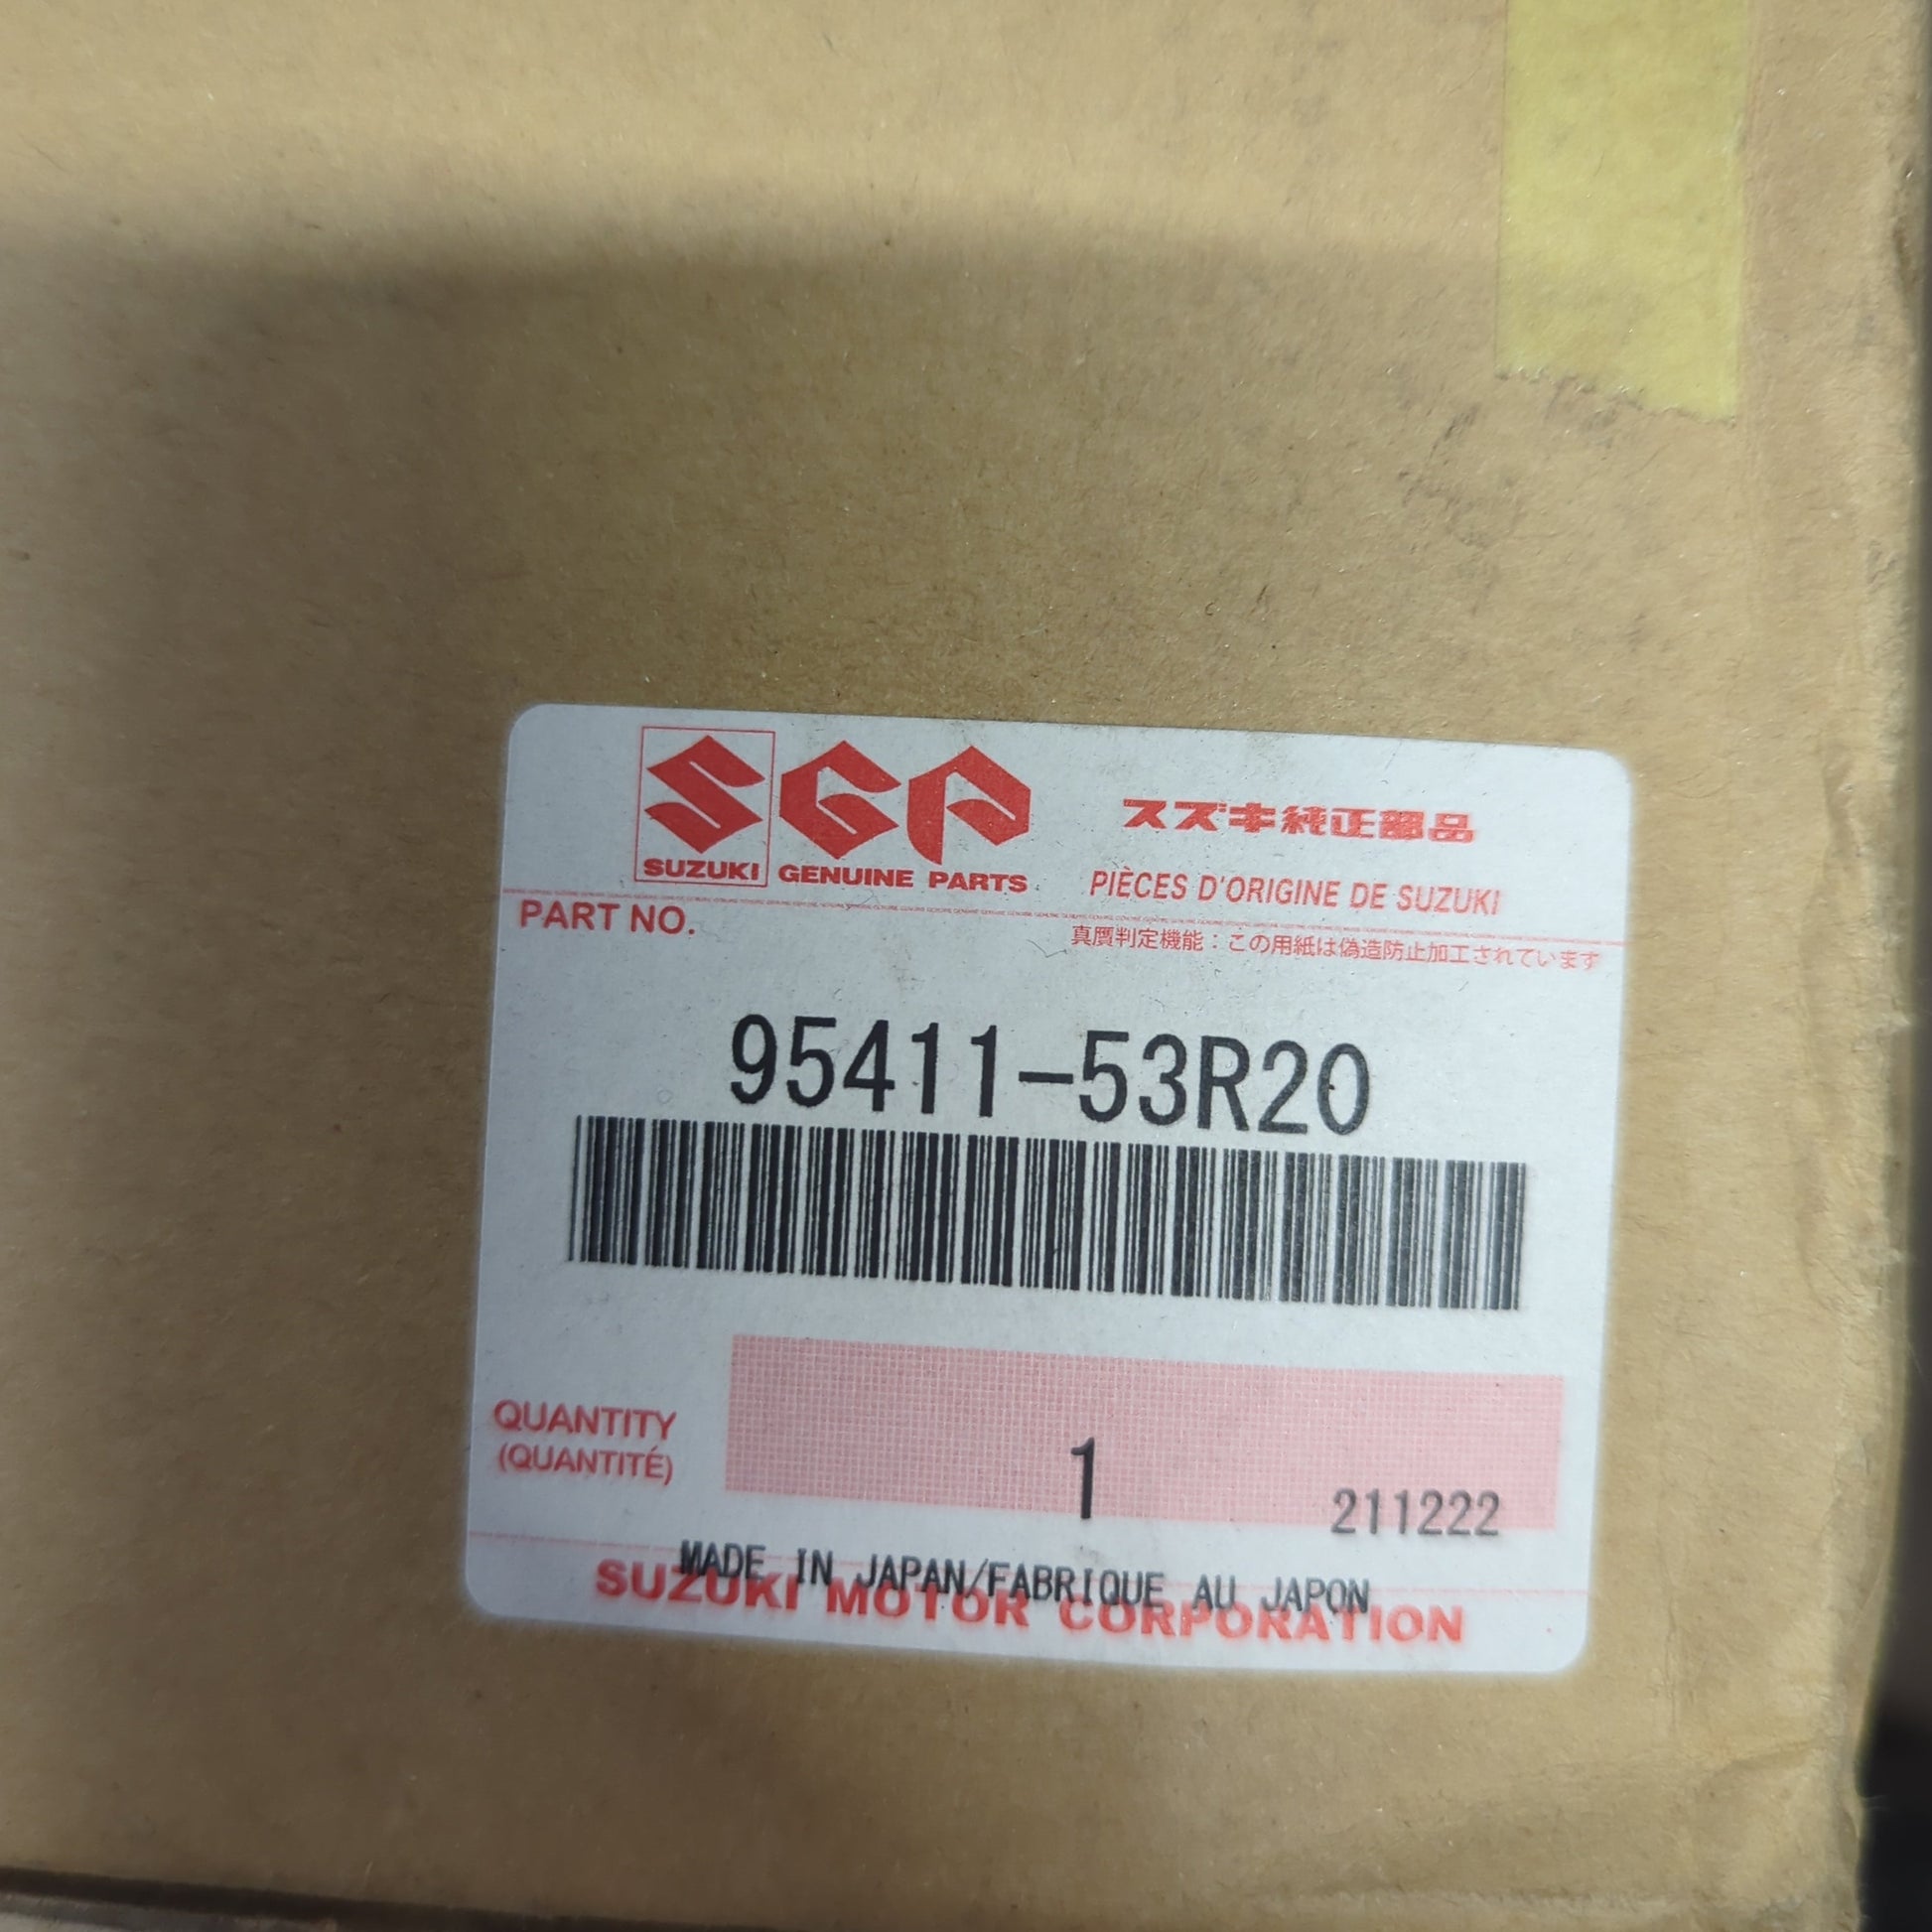 SUZUKI GENUINE PARTS
スズキ純正部品
PIÈCES D'ORIGINE DE SUZUKI
PART NO.
真贋判定機能：この用紙は偽造防止加工されています
95411-53R20
QUANTITY
(QUANTITÉ)
1
211222
MADE IN JAPAN/FABRIQUE AU JAPON
SUZUKI MOTOR CORPORATION